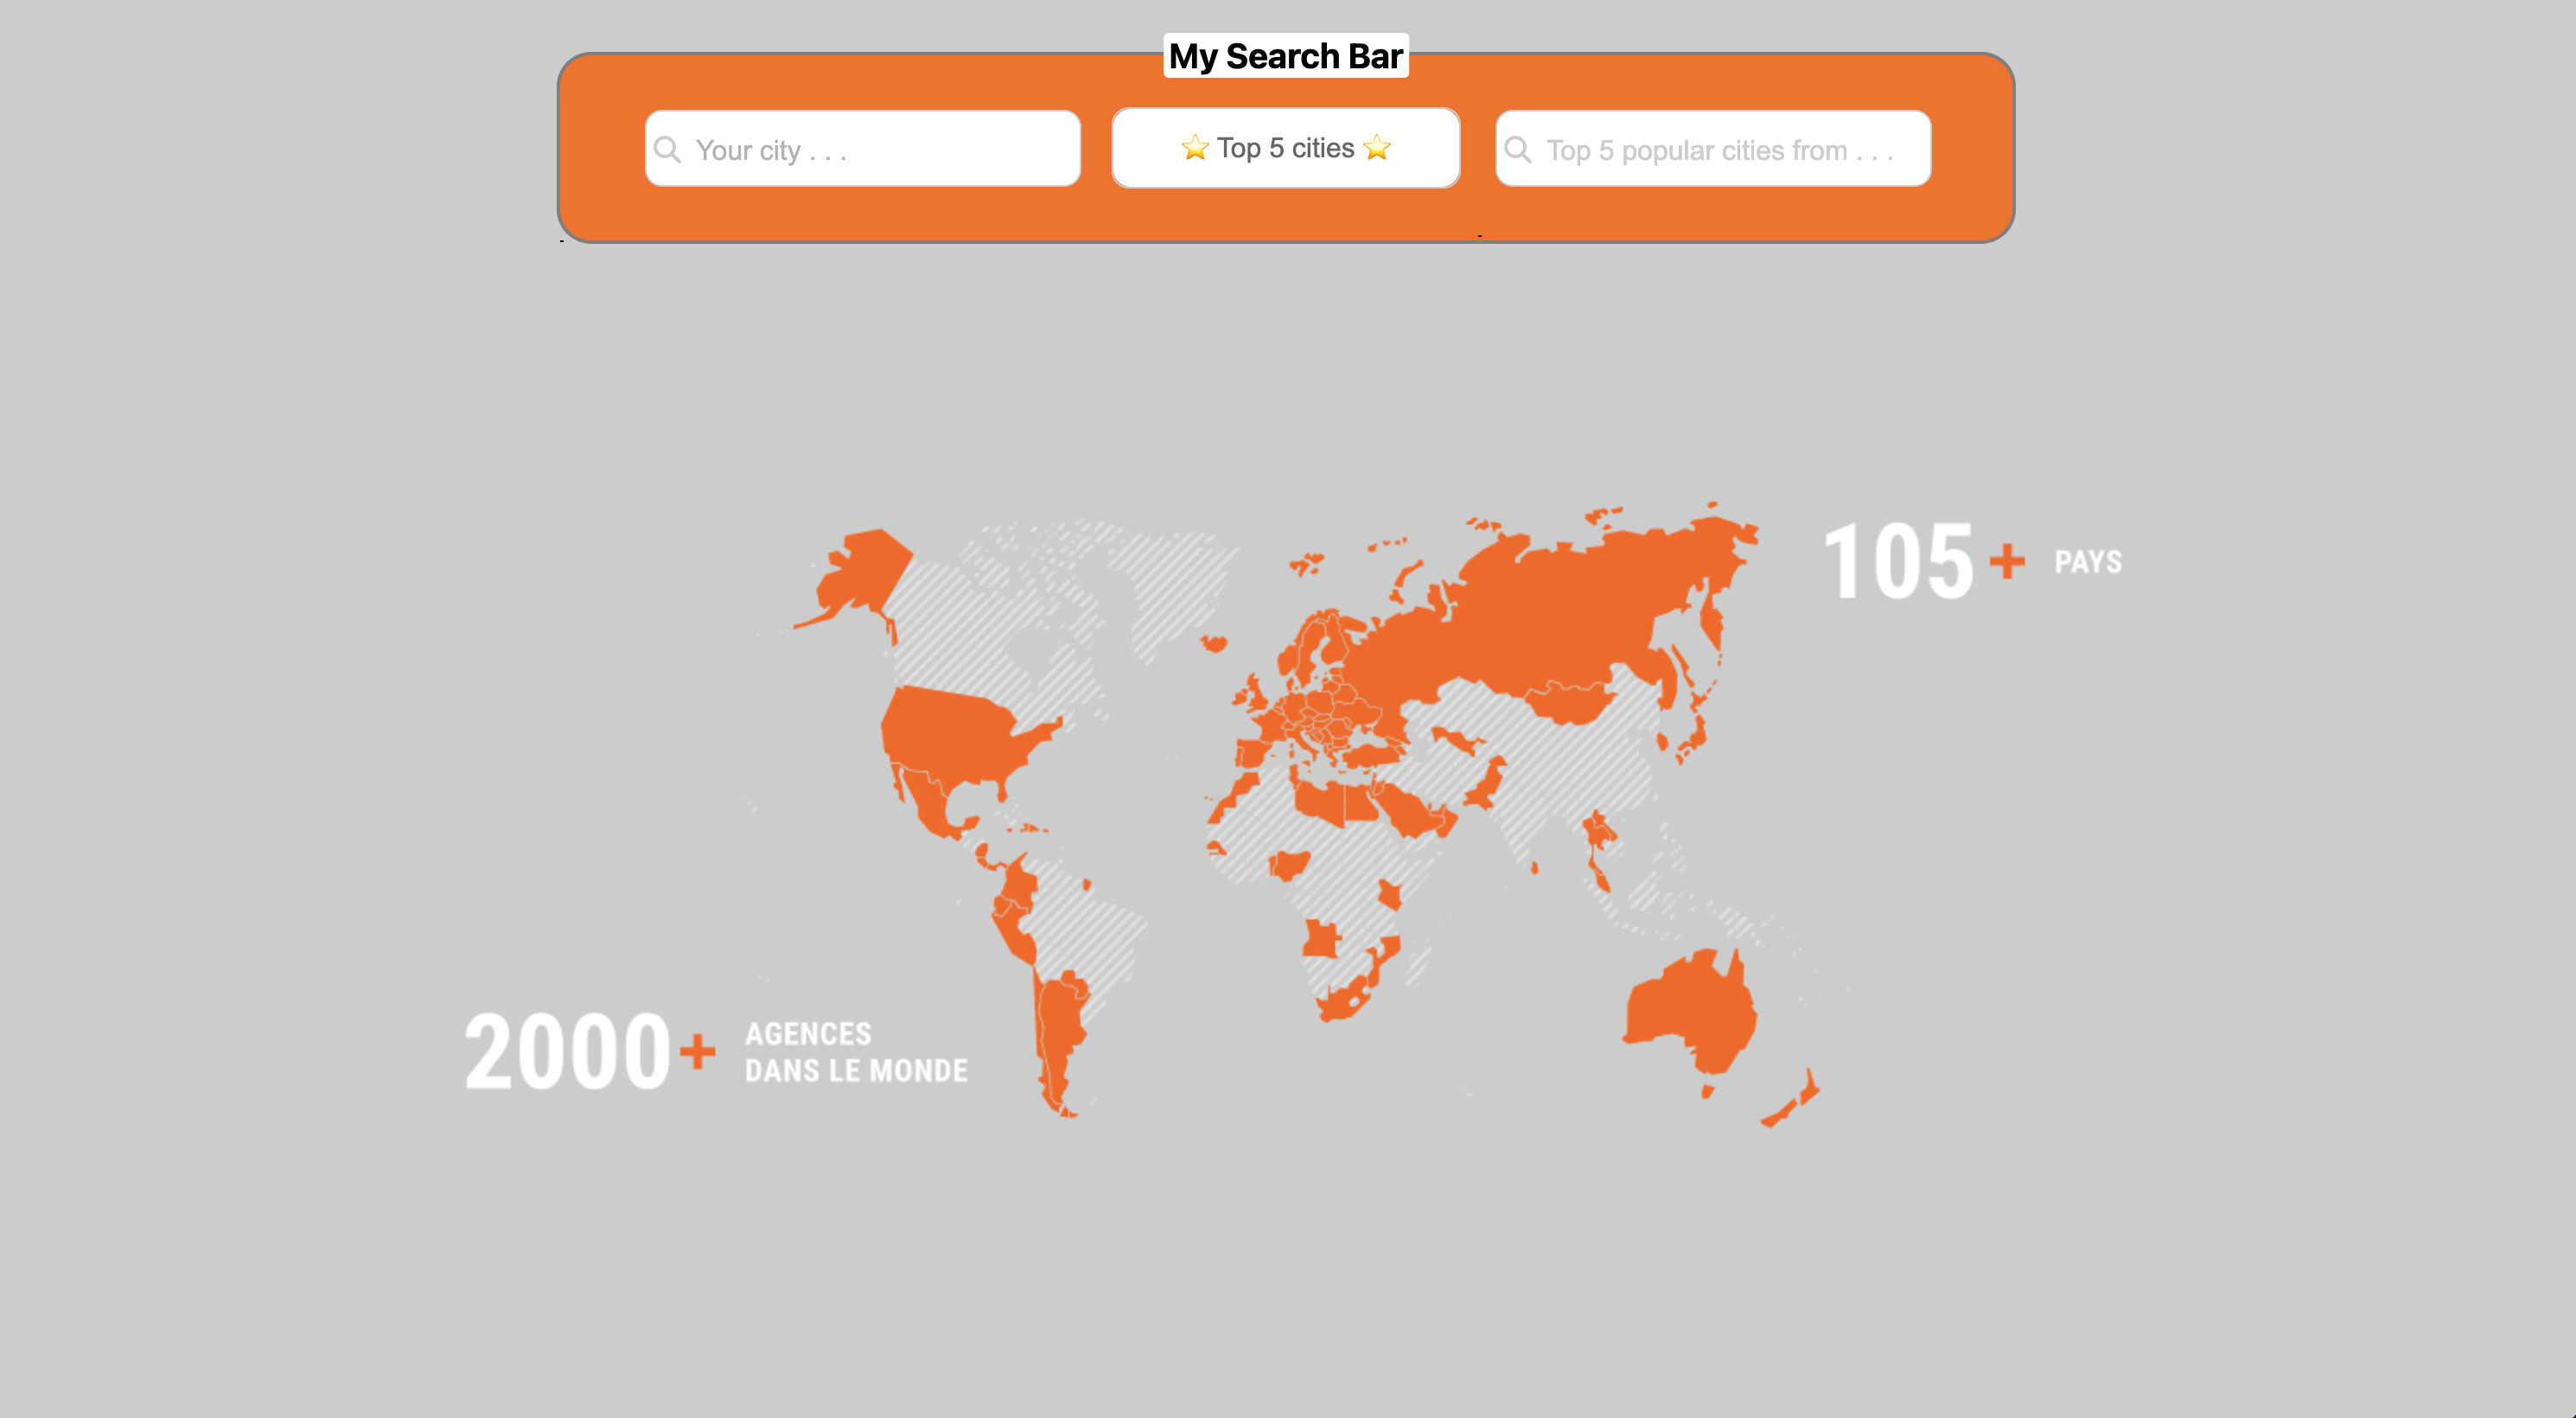 My Search Bar
Your city . . .
⭐ Top 5 cities ⭐
Top 5 popular cities from . . .
105+ PAYS
2000+ AGENCES
DANS LE MONDE